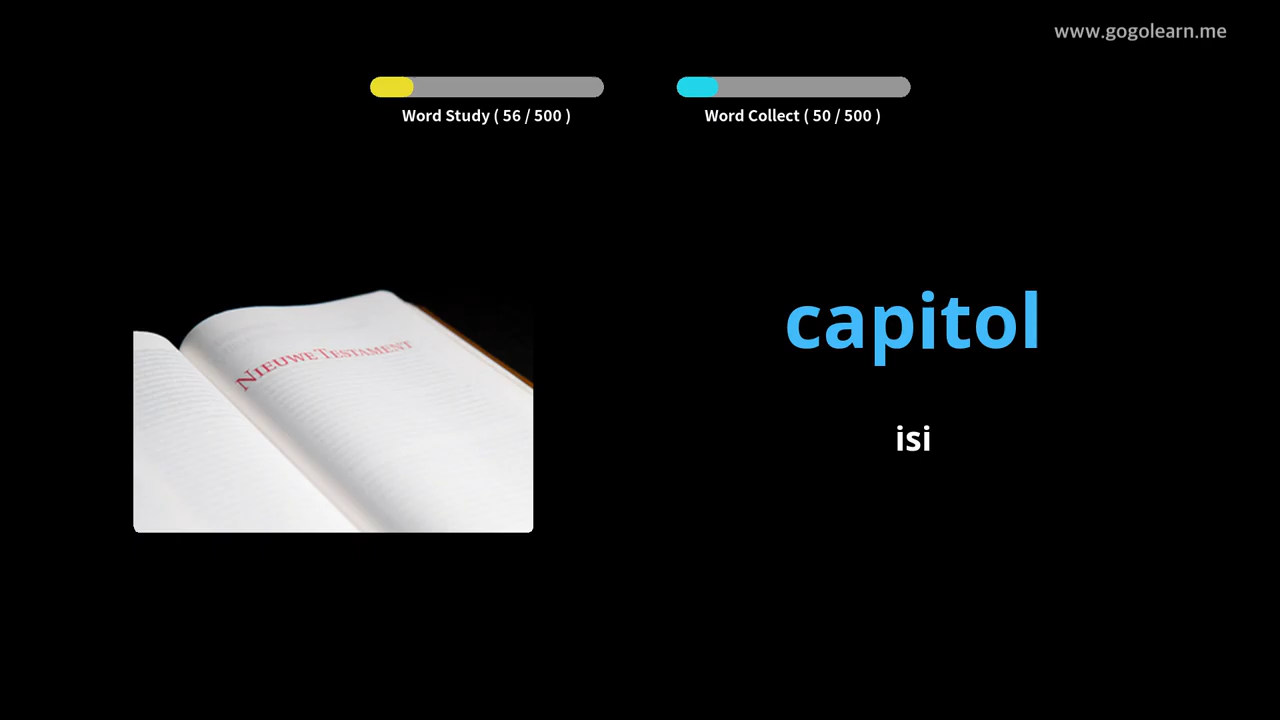 www.gogolearn.me
Word Study ( 56 / 500 )
Word Collect ( 50 / 500 )
NIEUWE TESTAMENT
capitol
isi